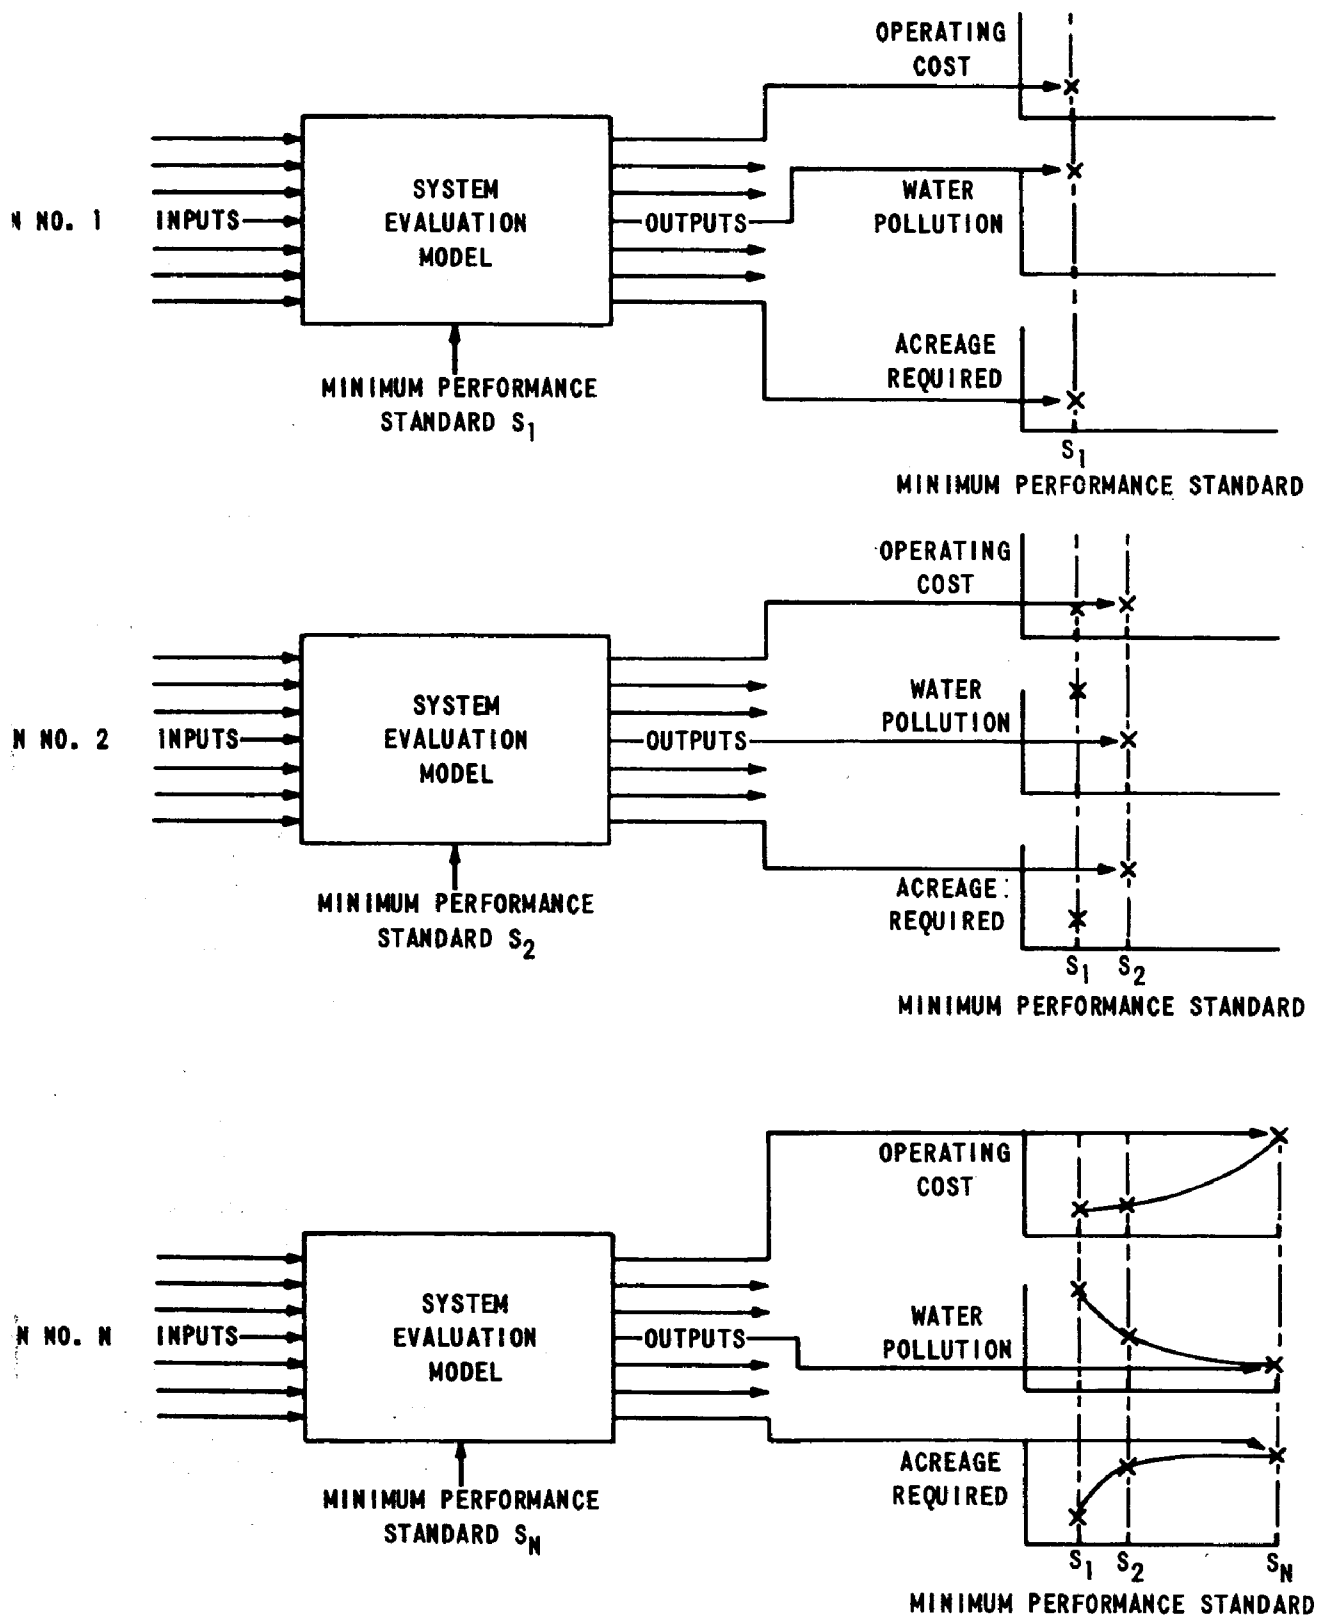 OPERATING
COST
N NO. 1 INPUTS
SYSTEM
EVALUATION
MODEL
OUTPUTS
WATER
POLLUTION
ACREAGE
REQUIRED
MINIMUM PERFORMANCE
STANDARD S1
S1
MINIMUM PERFORMANCE STANDARD
OPERATING
COST
N NO. 2 INPUTS
SYSTEM
EVALUATION
MODEL
OUTPUTS
WATER
POLLUTION
ACREAGE
REQUIRED
MINIMUM PERFORMANCE
STANDARD S2
S1 S2
MINIMUM PERFORMANCE STANDARD
OPERATING
COST
N NO. N INPUTS
SYSTEM
EVALUATION
MODEL
OUTPUTS
WATER
POLLUTION
ACREAGE
REQUIRED
MINIMUM PERFORMANCE
STANDARD SN
S1 S2 SN
MINIMUM PERFORMANCE STANDARD